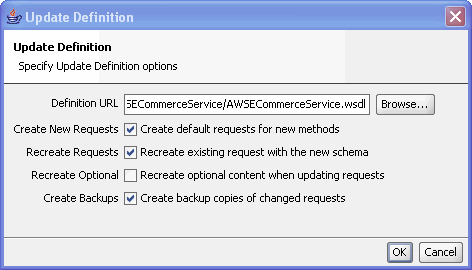 Update Definition
Update Definition
Specify Update Definition options
Definition URL SECommerceService/AWSECommerceService.wsdl Browse...
Create New Requests Create default requests for new methods
Recreate Requests Recreate existing request with the new schema
Recreate Optional Recreate optional content when updating requests
Create Backups Create backup copies of changed requests
OK Cancel